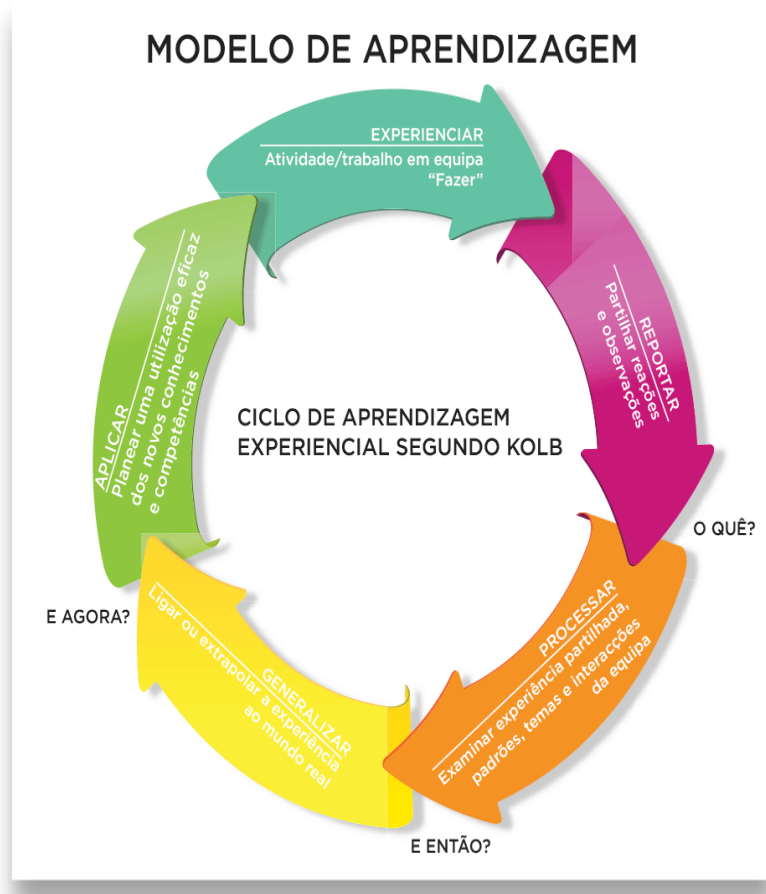 MODELO DE APRENDIZAGEM
EXPERIENCIAR
Atividade/trabalho em equipa
“Fazer”
REPORTAR
Partilhar reações
e observações
O QUÊ?
PROCESSAR
Examinar experiência partilhada,
padrões, temas e interacções
da equipa
E ENTÃO?
GENERALIZAR
Ligar ou extrapolar a experiência
ao mundo real
E AGORA?
APLICAR
Planear uma utilização eficaz
dos novos conhecimentos
e competências
CICLO DE APRENDIZAGEM
EXPERIENCIAL SEGUNDO KOLB